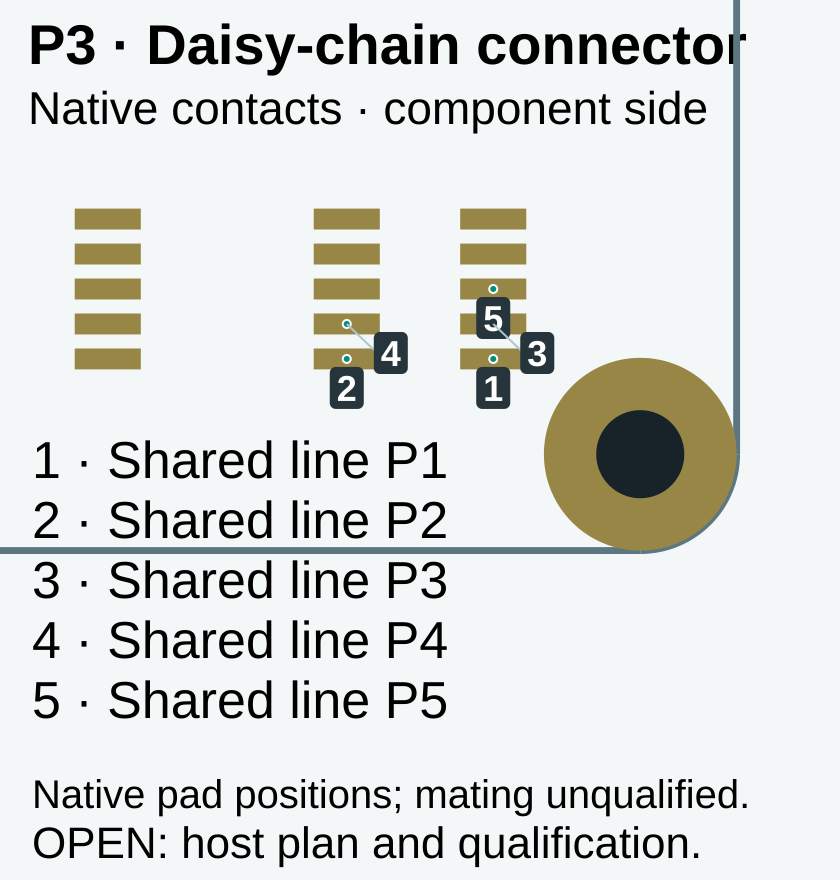 P3 · Daisy-chain connector
Native contacts · component side
5
4
3
2
1
1 · Shared line P1
2 · Shared line P2
3 · Shared line P3
4 · Shared line P4
5 · Shared line P5
Native pad positions; mating unqualified.
OPEN: host plan and qualification.